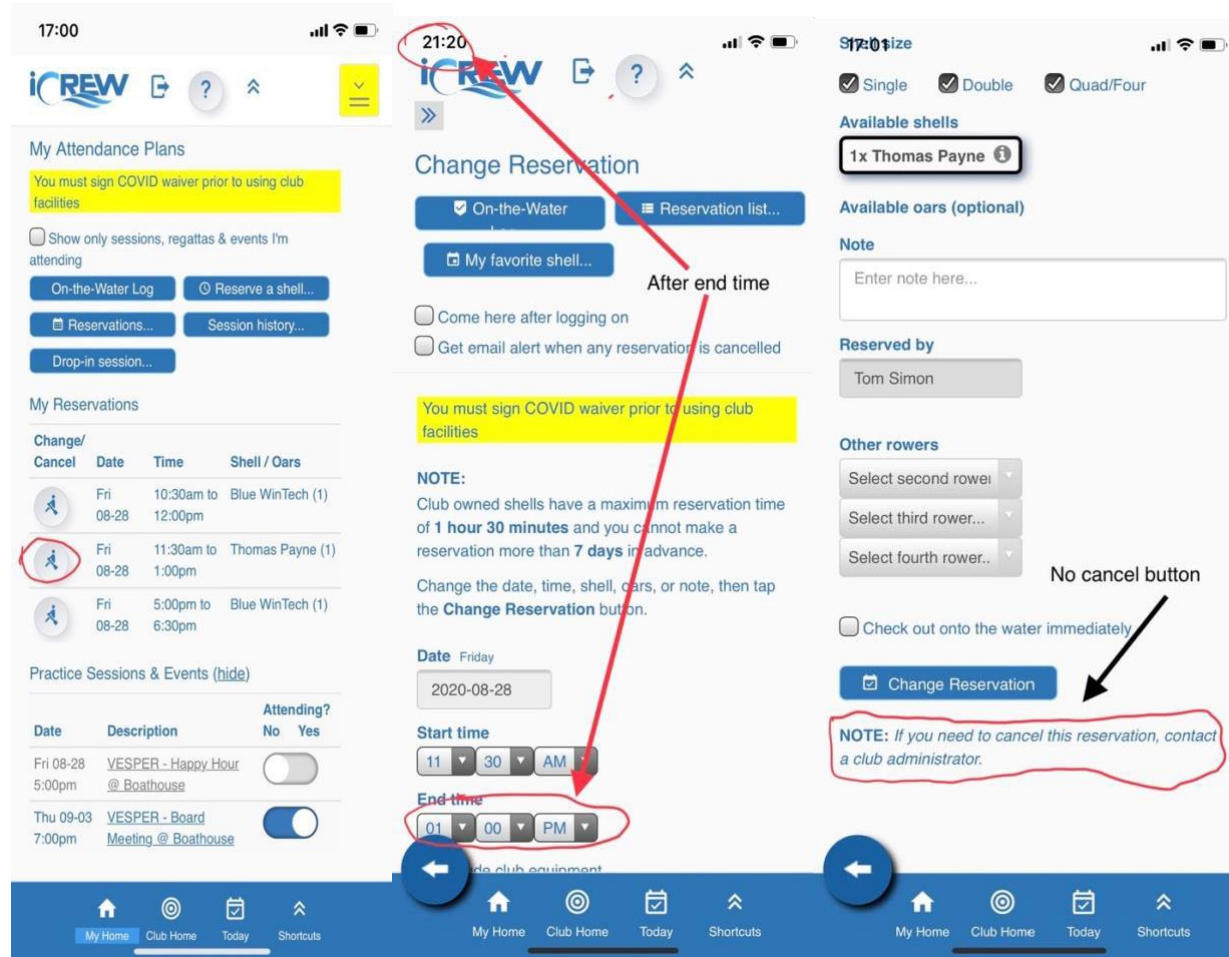 17:00
iCREW
?
My Attendance Plans
You must sign COVID waiver prior to using club
facilities
Show only sessions, regattas & events I'm
attending
On-the-Water Log
Reserve a shell...
Reservations...
Session history...
Drop-in session...
My Reservations
Change/
Cancel Date Time Shell / Oars
Fri 10:30am to Blue WinTech (1)
08-28 12:00pm
Fri 11:30am to Thomas Payne (1)
08-28 1:00pm
Fri 5:00pm to Blue WinTech (1)
08-28 6:30pm
Practice Sessions & Events (hide)
Attending?
Date Description No Yes
Fri 08-28 VESPER - Happy Hour
5:00pm @ Boathouse
Thu 09-03 VESPER - Board
7:00pm Meeting @ Boathouse
My Home Club Home Today Shortcuts
21:20
iCREW
?
Change Reservation
On-the-Water
Reservation list...
My favorite shell...
After end time
Come here after logging on
Get email alert when any reservation is cancelled
You must sign COVID waiver prior to using club
facilities
NOTE:
Club owned shells have a maximum reservation time
of 1 hour 30 minutes and you cannot make a
reservation more than 7 days in advance.
Change the date, time, shell, oars, or note, then tap
the Change Reservation button.
Date Friday
2020-08-28
Start time
11 30 AM
End time
01 00 PM
club equipment
My Home Club Home Today Shortcuts
17:01
Shell size
Single Double Quad/Four
Available shells
1x Thomas Payne
Available oars (optional)
Note
Enter note here...
Reserved by
Tom Simon
Other rowers
Select second rower
Select third rower...
Select fourth rower..
No cancel button
Check out onto the water immediately
Change Reservation
NOTE: If you need to cancel this reservation, contact
a club administrator.
My Home Club Home Today Shortcuts